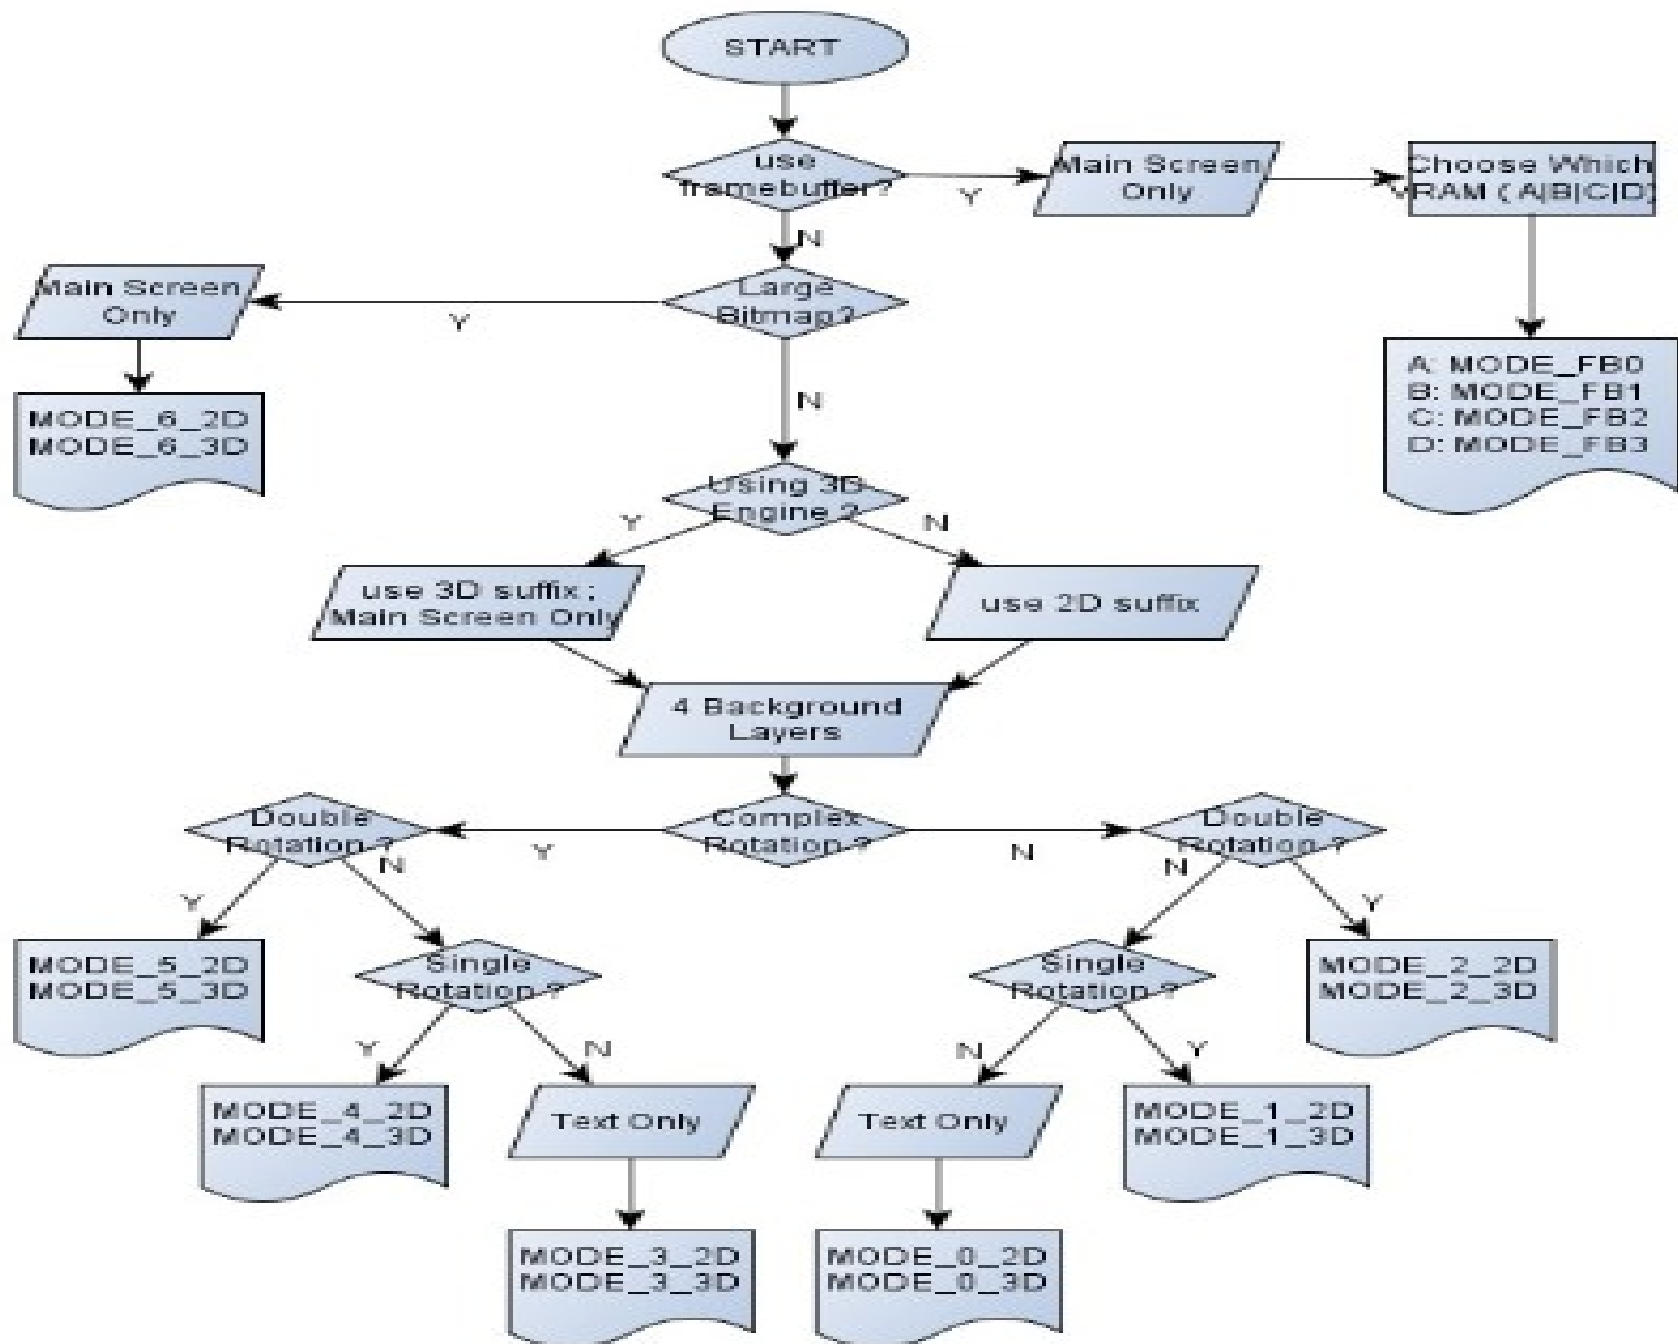 START
use
framebuffer?
Y
Main Screen
Only
Choose Which
VRAM ( A|B|C|D)
N
Main Screen
Only
Y
Large
Bitmap?
A: MODE_FB0
B: MODE_FB1
C: MODE_FB2
D: MODE_FB3
MODE_6_2D
MODE_6_3D
N
Using 3D
Engine ?
Y
N
use 3D suffix ;
Main Screen Only
use 2D suffix
4 Background
Layers
Double
Rotation ?
Y
Complex
Rotation ?
N
Double
Rotation ?
Y
N
N
Y
MODE_5_2D
MODE_5_3D
Single
Rotation ?
Single
Rotation ?
MODE_2_2D
MODE_2_3D
Y
N
N
Y
MODE_4_2D
MODE_4_3D
Text Only
Text Only
MODE_1_2D
MODE_1_3D
MODE_3_2D
MODE_3_3D
MODE_0_2D
MODE_0_3D